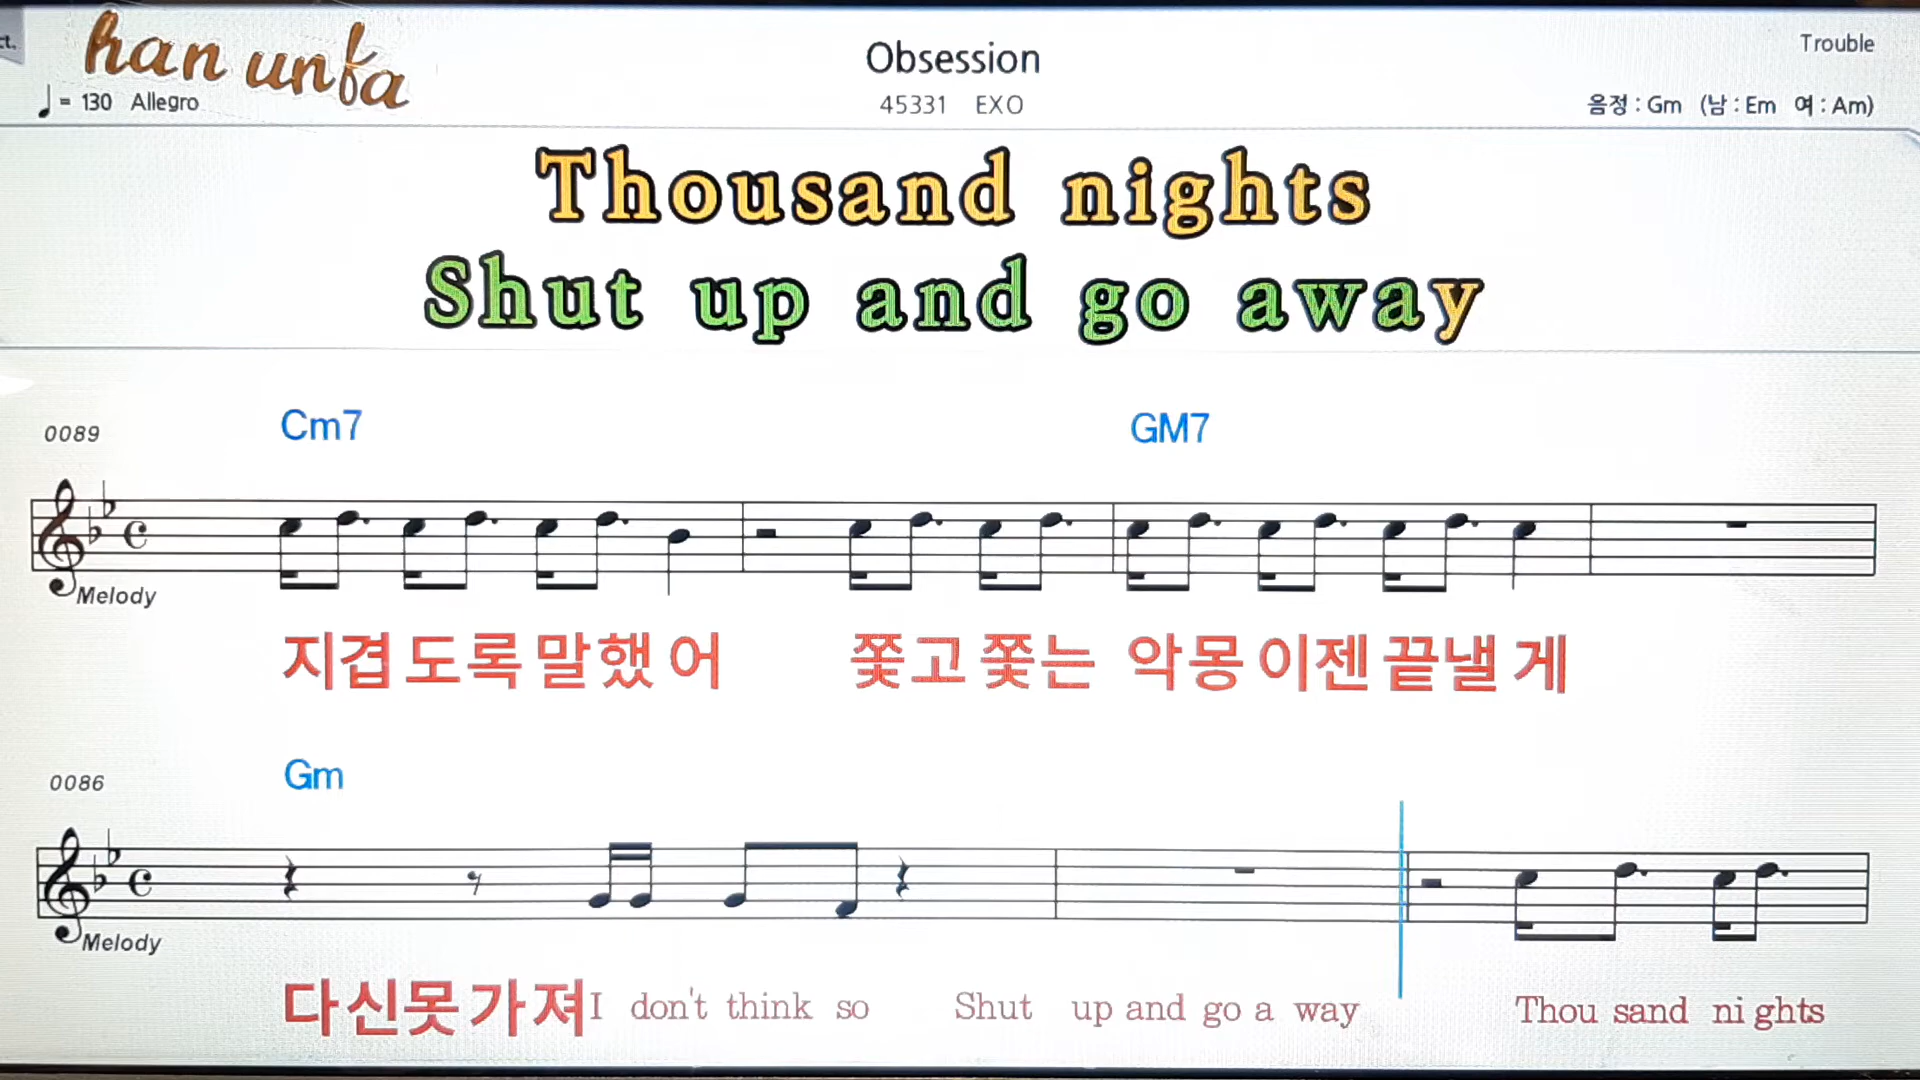 ct.
han unfa
Obsession
Trouble
= 130 Allegro
45331 EXO
음정 : Gm (남 : Em 여 : Am)
Thousand nights
Shut up and go away
0089
Cm7 GM7
Melody
지겹도록말했어 쫓고쫓는 악몽이젠끝낼게
0086
Gm
Melody
다신못가져I don't think so Shut up and go a way Thou sand ni ghts